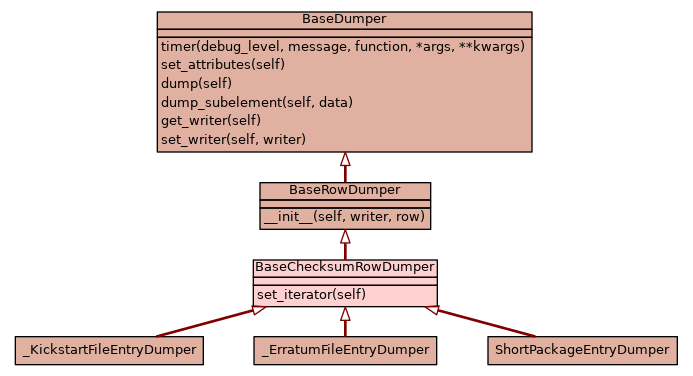 BaseDumper
timer(debug_level, message, function, *args, **kwargs)
set_attributes(self)
dump(self)
dump_subelement(self, data)
get_writer(self)
set_writer(self, writer)
BaseRowDumper
__init__(self, writer, row)
BaseChecksumRowDumper
set_iterator(self)
_KickstartFileEntryDumper
_ErratumFileEntryDumper
ShortPackageEntryDumper